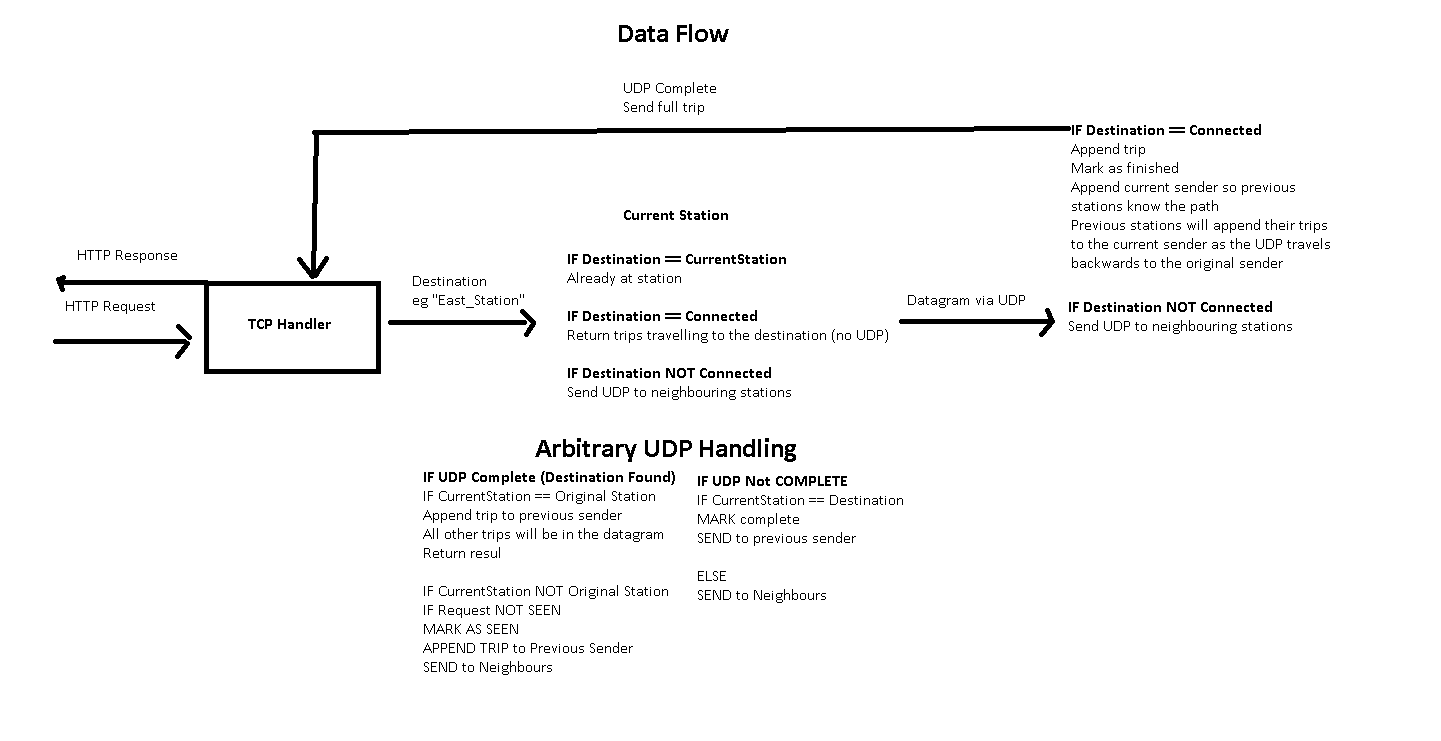 Data Flow
UDP Complete
Send full trip
IF Destination == Connected
Append trip
Mark as finished
Append current sender so previous
stations know the path
Previous stations will append their trips
to the current sender as the UDP travels
backwards to the original sender
Current Station
HTTP Response
HTTP Request
TCP Handler
Destination
eg "East_Station"
IF Destination == CurrentStation
Already at station
IF Destination == Connected
Return trips travelling to the destination (no UDP)
IF Destination NOT Connected
Send UDP to neighbouring stations
Datagram via UDP
IF Destination NOT Connected
Send UDP to neighbouring stations
Arbitrary UDP Handling
IF UDP Complete (Destination Found)
IF CurrentStation == Original Station
Append trip to previous sender
All other trips will be in the datagram
Return resul
IF CurrentStation NOT Original Station
IF Request NOT SEEN
MARK AS SEEN
APPEND TRIP to Previous Sender
SEND to Neighbours
IF UDP Not COMPLETE
IF CurrentStation == Destination
MARK complete
SEND to previous sender
ELSE
SEND to Neighbours